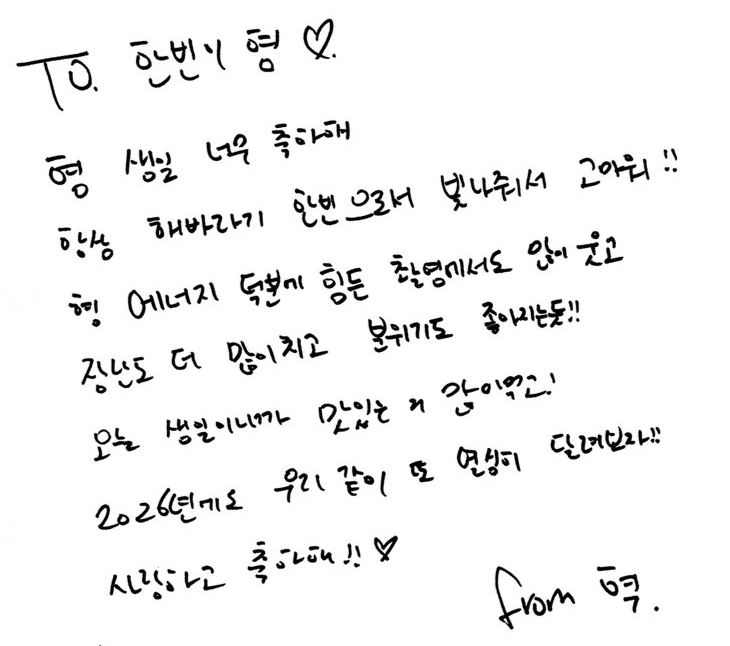 TO. 한빈이 형 ♡.
형 생일 너무 축하해
항상 해바라기 한빈으로서 빛나줘서 고마워!!
형 에너지 덕분에 힘든 촬영에서도 많이 웃고
장난도 더 많이 치고 분위기도 좋아지는듯!!
오늘 생일이니까 맛있는 거 많이먹고!
2026년에도 우리 같이 또 열심히 달려보자!!
사랑하고 축하해!! ♡
from 혁.